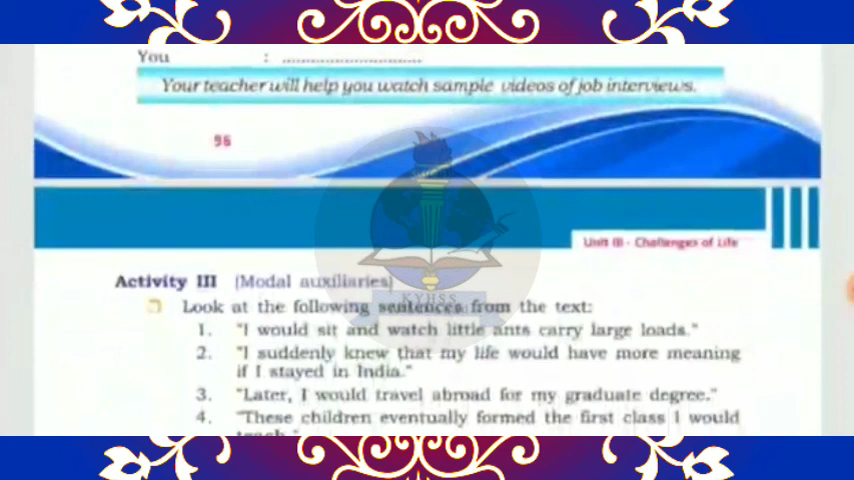 You : ..............................
Your teacher will help you watch sample videos of job interviews.
96
Unit III - Challenges of Life
Activity III (Modal auxiliaries)
Look at the following sentences from the text:
1. "I would sit and watch little ants carry large loads."
2. "I suddenly knew that my life would have more meaning
if I stayed in India."
3. "Later, I would travel abroad for my graduate degree."
4. "These children eventually formed the first class I would
teach."
KYHSS